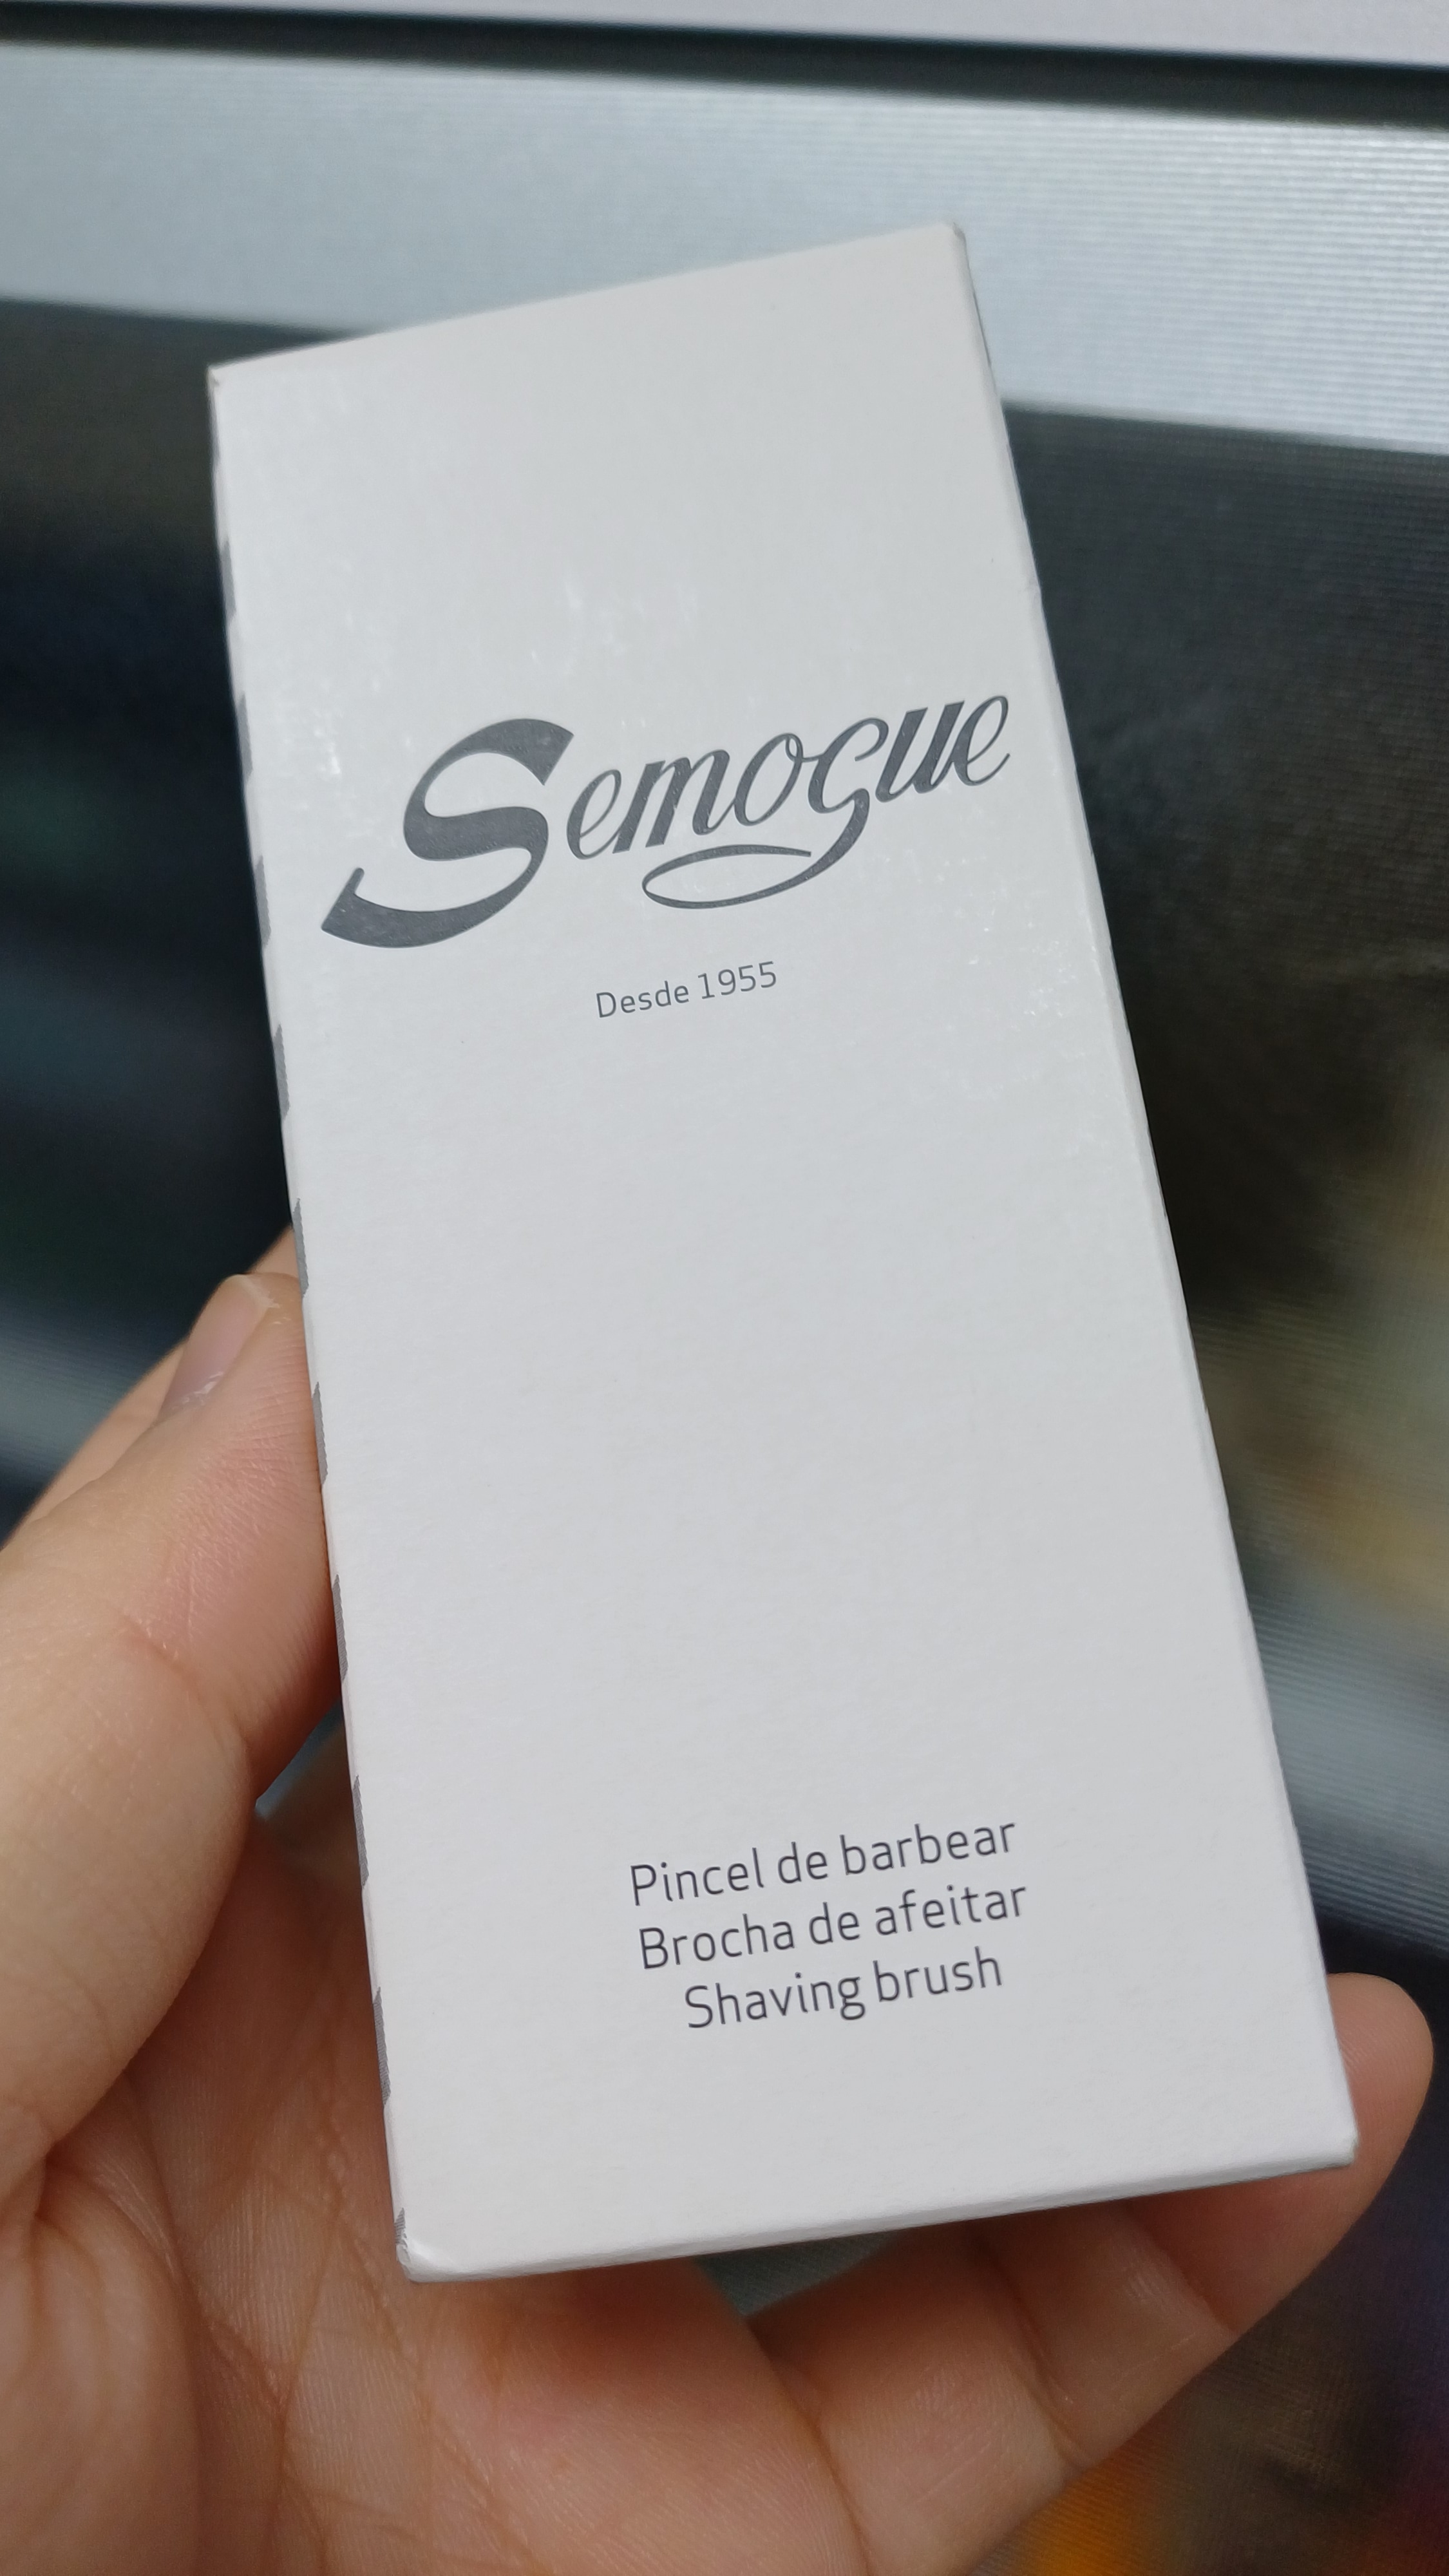 Semogue
Desde 1955
Pincel de barbear
Brocha de afeitar
Shaving brush